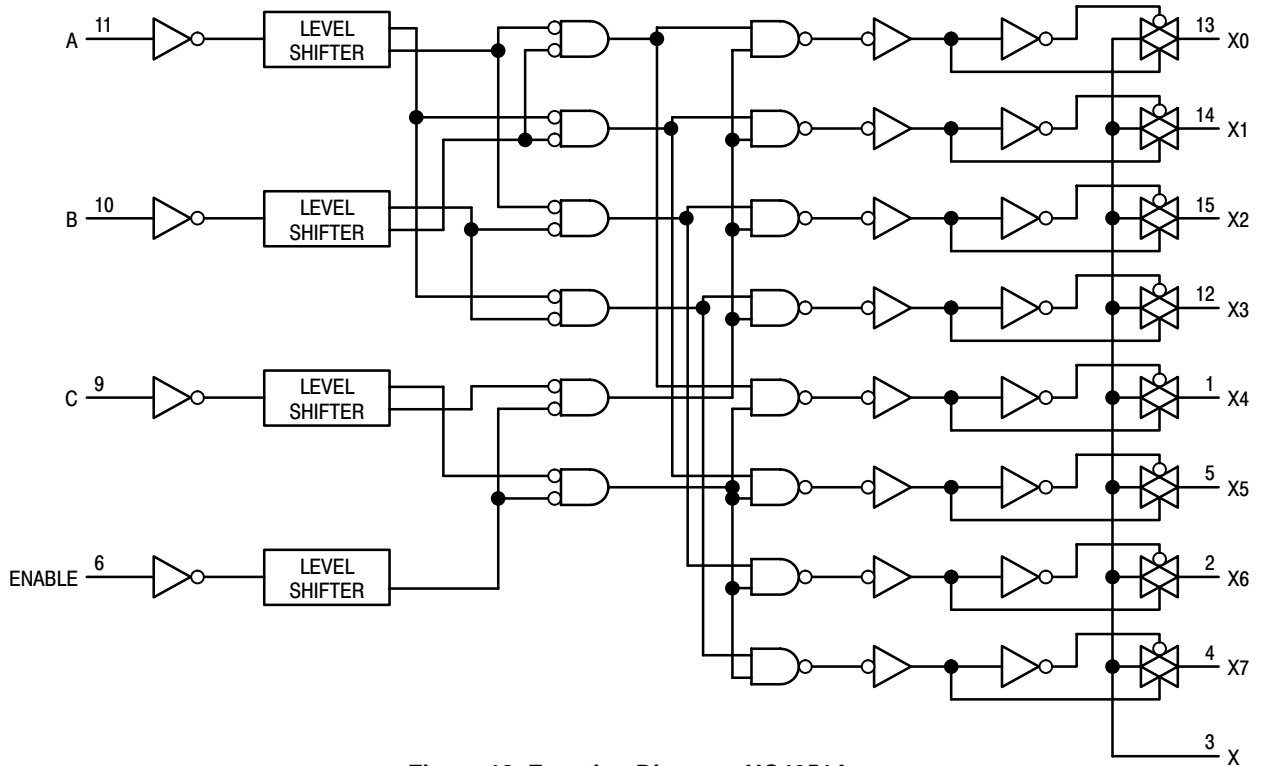 11
A
LEVEL
SHIFTER
13
X0
14
X1
10
B
LEVEL
SHIFTER
15
X2
12
X3
9
C
LEVEL
SHIFTER
1
X4
5
X5
6
ENABLE
LEVEL
SHIFTER
2
X6
4
X7
3
X